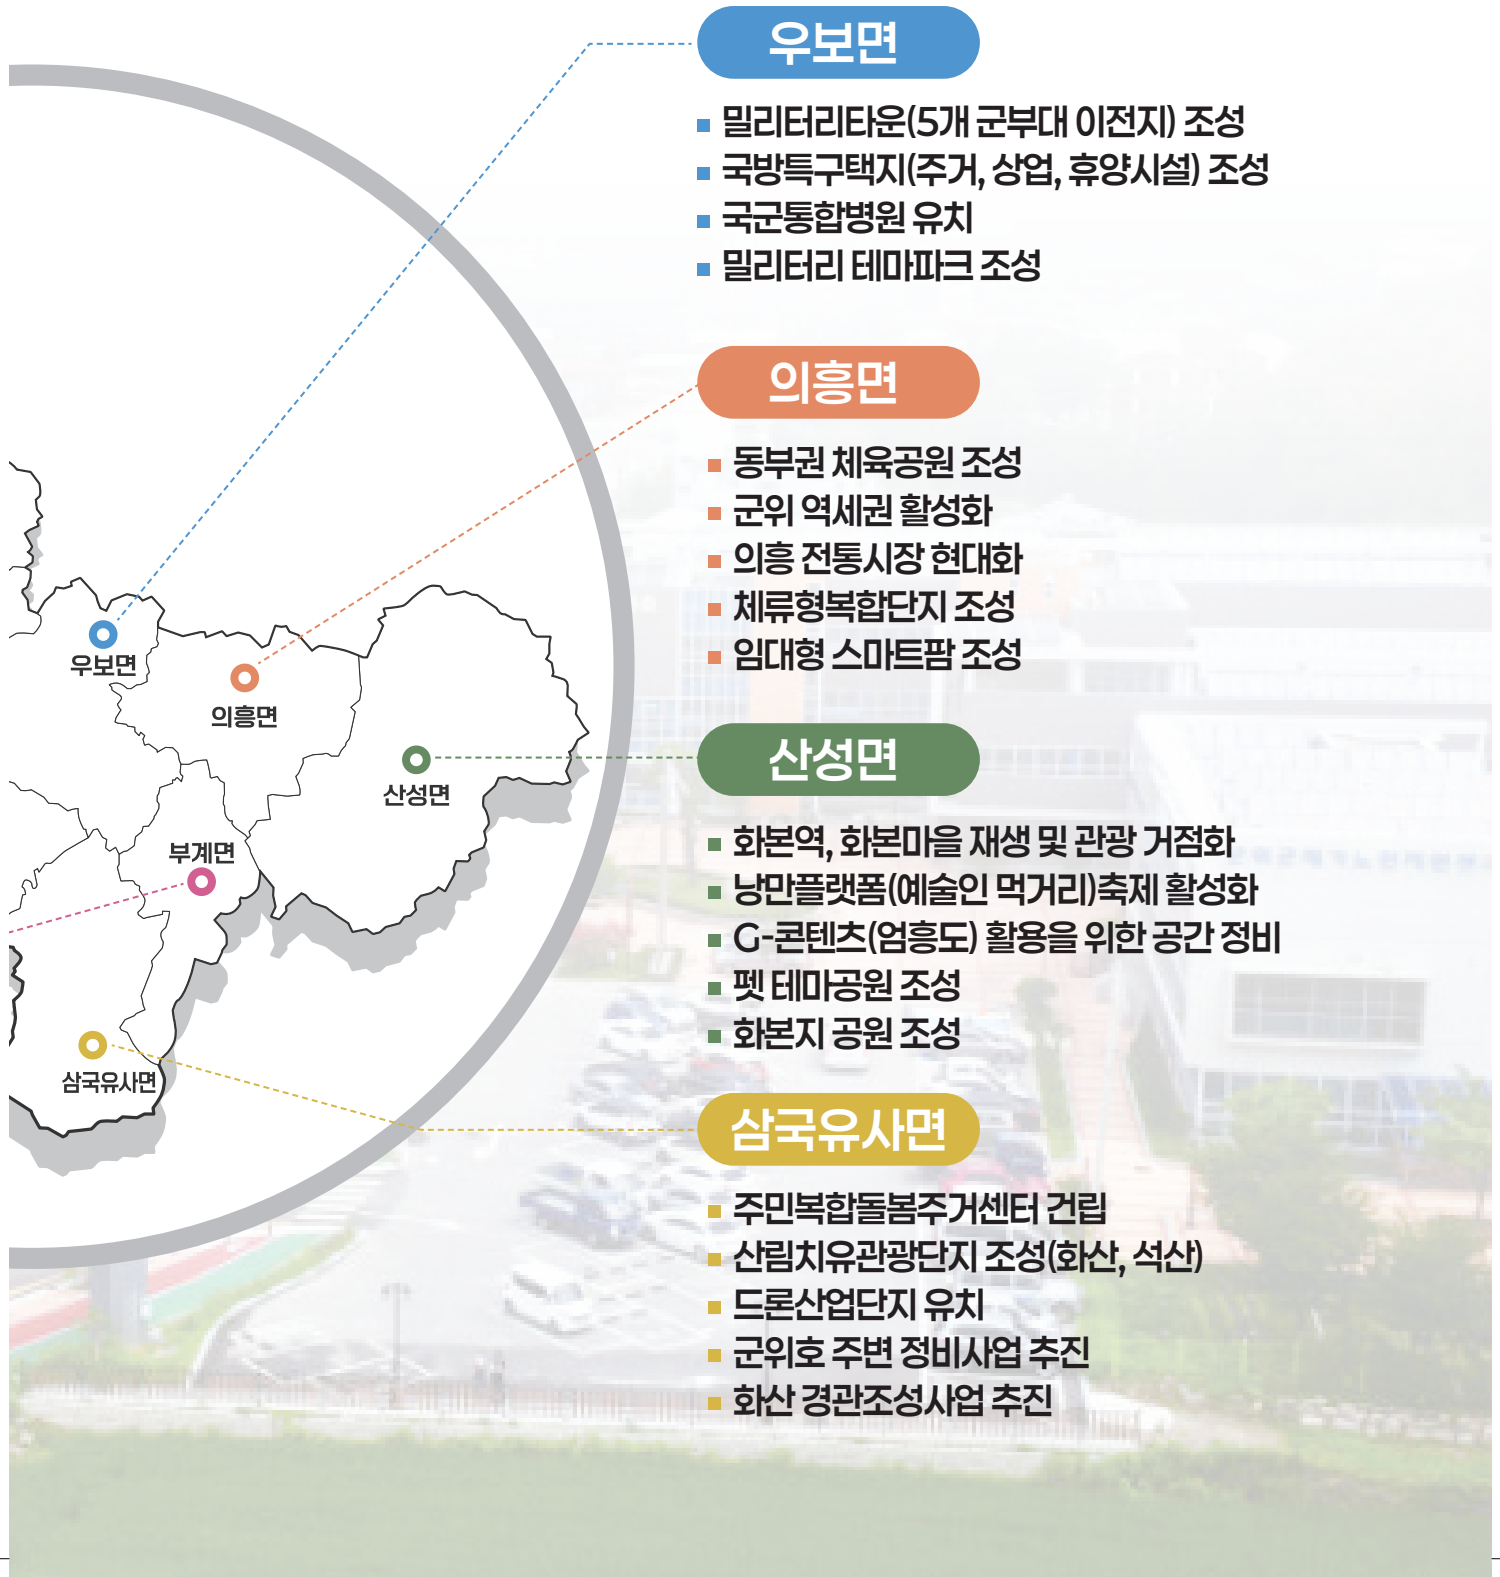 우보면
밀리터리타운(5개 군부대 이전지) 조성
국방특구택지(주거, 상업, 휴양시설) 조성
국군통합병원 유치
밀리터리 테마파크 조성
의흥면
동부권 체육공원 조성
군위 역세권 활성화
의흥 전통시장 현대화
체류형복합단지 조성
임대형 스마트팜 조성
산성면
화본역, 화본마을 재생 및 관광 거점화
낭만플랫폼(예술인 먹거리)축제 활성화
G-콘텐츠(엄흥도) 활용을 위한 공간 정비
펫 테마공원 조성
화본지 공원 조성
삼국유사면
주민복합돌봄주거센터 건립
산림치유관광단지 조성(화산, 석산)
드론산업단지 유치
군위호 주변 정비사업 추진
화산 경관조성사업 추진
우보면
의흥면
산성면
부계면
삼국유사면